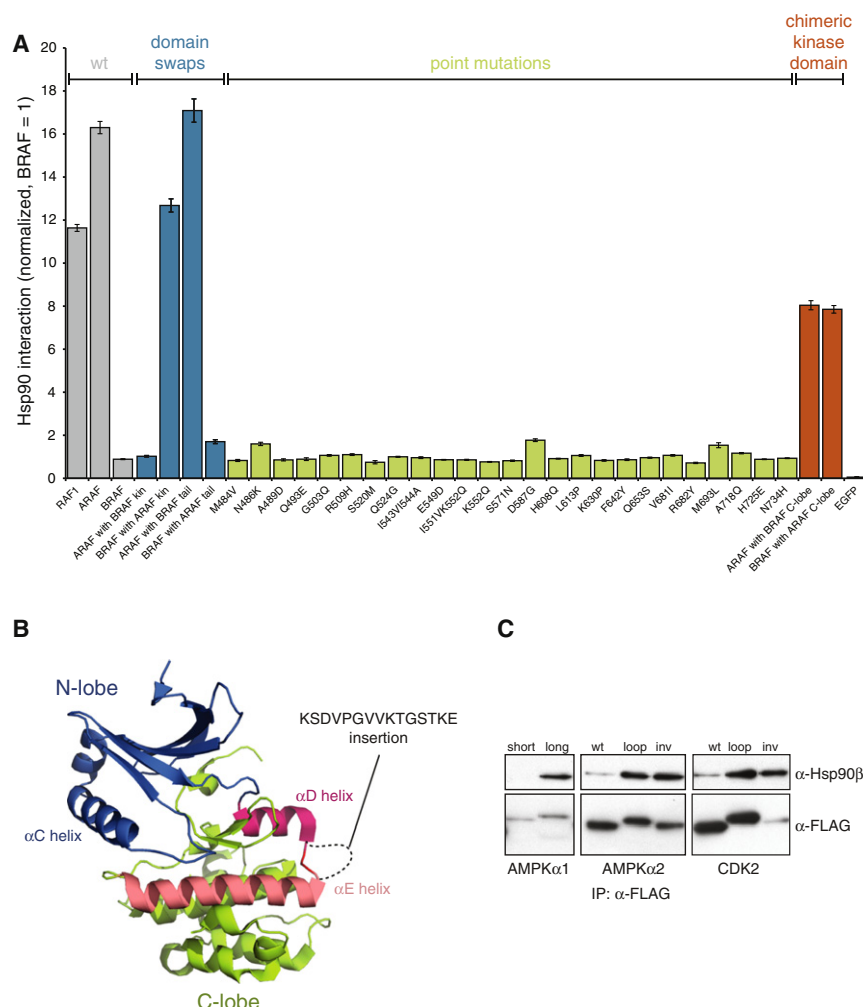 A
wt
domain
swaps
point mutations
chimeric
kinase
domain
Hsp90 interaction (normalized, BRAF = 1)
20
18
16
14
12
10
8
6
4
2
0
RAF1
ARAF
BRAF
ARAF with BRAF kin
BRAF with ARAF kin
ARAF with BRAF tail
BRAF with ARAF tail
M484V
N486K
A489D
Q493E
G503Q
R509H
S520M
Q524G
I543VI544A
E549D
I551VK552Q
K552Q
S571N
D587G
H608Q
L613P
K630P
F642Y
Q653S
V681I
R682Y
M693L
A718Q
H725E
N734H
ARAF with BRAF C-lobe
BRAF with ARAF C-lobe
EGFP
B
N-lobe
KSDVPGVVKTGSTKE
insertion
αD helix
αC helix
αE helix
C-lobe
C
short long wt loop inv wt loop inv
α-Hsp90β
α-FLAG
AMPKα1 AMPKα2 CDK2
IP: α-FLAG